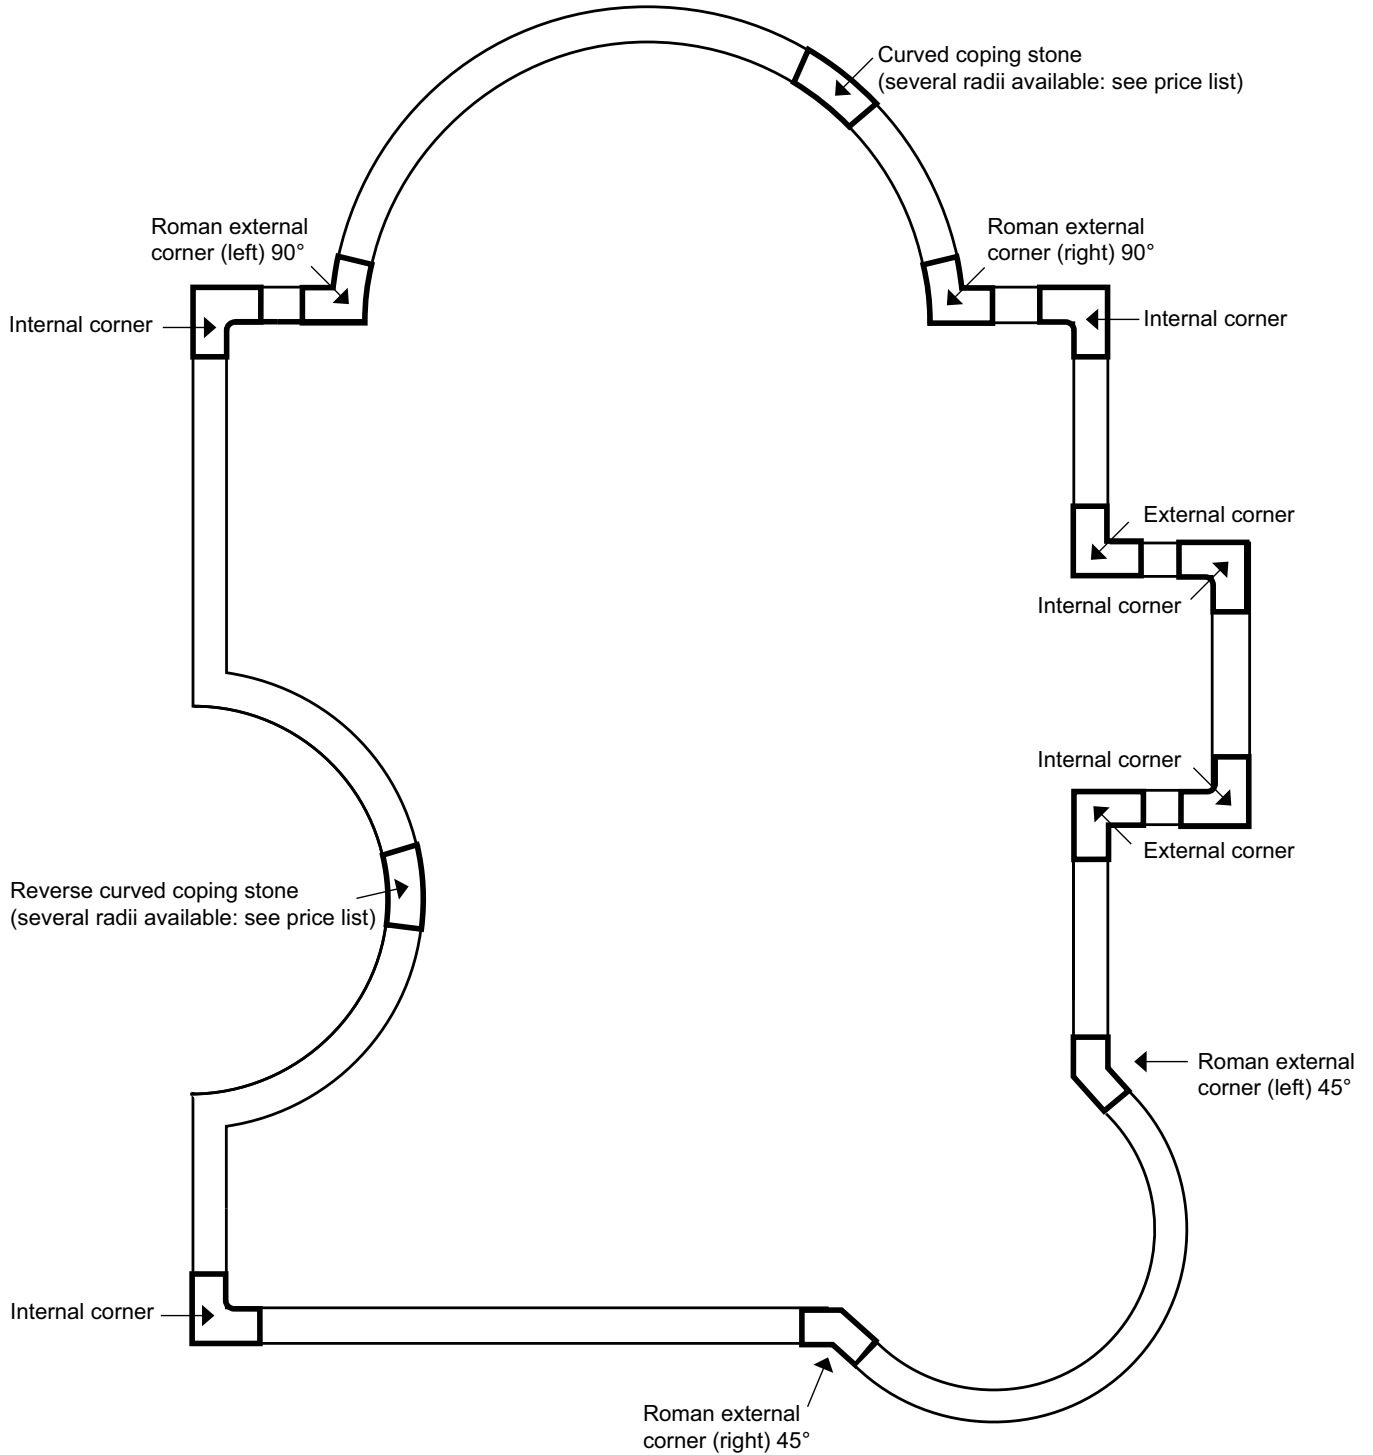 Curved coping stone
(several radii available: see price list)
Roman external
corner (left) 90°
Roman external
corner (right) 90°
Internal corner
Internal corner
External corner
Internal corner
Internal corner
External corner
Reverse curved coping stone
(several radii available: see price list)
Roman external
corner (left) 45°
Internal corner
Roman external
corner (right) 45°